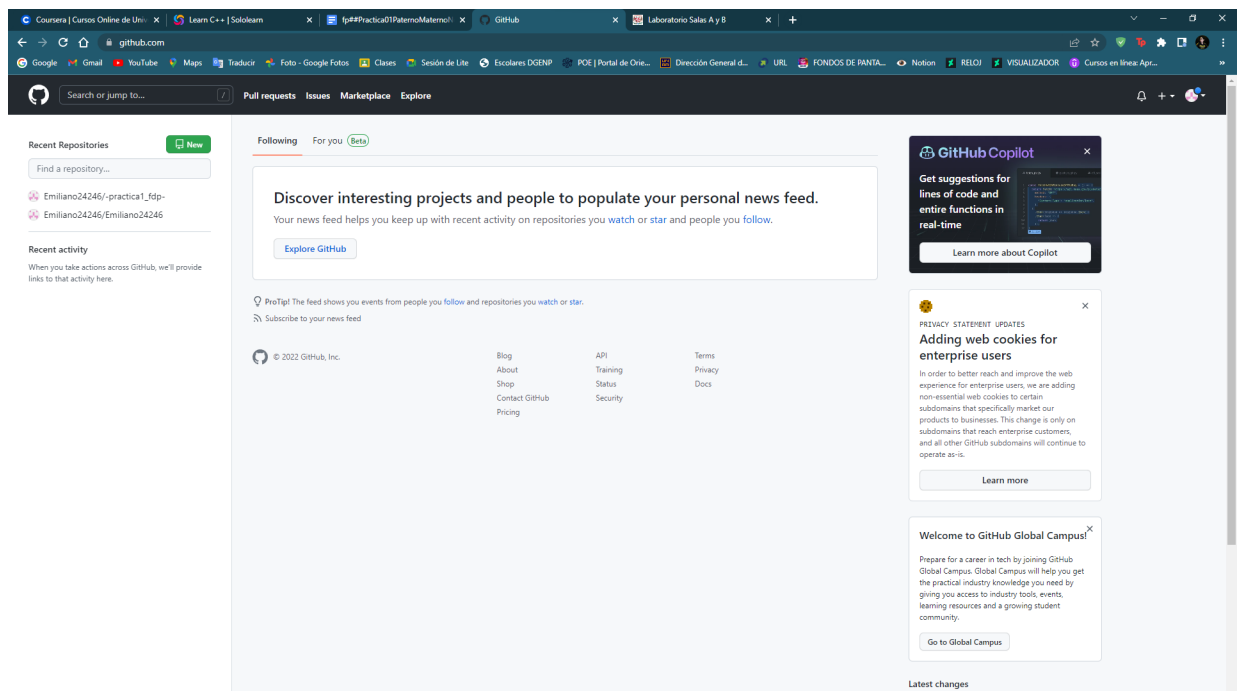 Coursera | Cursos Online de Univ
Learn C++ | Sololearn
fp##Practica01PaternoMaternoN
GitHub
Laboratorio Salas A y B
github.com
Google
Gmail
YouTube
Maps
Traducir
Foto - Google Fotos
Clases
Sesión de Lite
Escolares DGENP
POE | Portal de Orie...
Dirección General d...
URL
FONDOS DE PANTA...
Notion
RELOJ
VISUALIZADOR
Cursos en línea: Apr...
»
Search or jump to...
/
Pull requests
Issues
Marketplace
Explore
Recent Repositories
New
Find a repository...
Emiliano24246/-practica1_fdp-
Emiliano24246/Emiliano24246
Recent activity
When you take actions across GitHub, we'll provide
links to that activity here.
Following
For you
Beta
Discover interesting projects and people to populate your personal news feed.
Your news feed helps you keep up with recent activity on repositories you watch or star and people you follow.
Explore GitHub
ProTip! The feed shows you events from people you follow and repositories you watch or star.
Subscribe to your news feed
© 2022 GitHub, Inc.
Blog
About
Shop
Contact GitHub
Pricing
API
Training
Status
Security
Terms
Privacy
Docs
GitHub Copilot
Get suggestions for
lines of code and
entire functions in
real-time
Learn more about Copilot
PRIVACY STATEMENT UPDATES
Adding web cookies for
enterprise users
In order to better reach and improve the web
experience for enterprise users, we are adding
non-essential web cookies to certain
subdomains that specifically market our
products to businesses. This change is only on
subdomains that reach enterprise customers,
and all other GitHub subdomains will continue to
operate as-is.
Learn more
Welcome to GitHub Global Campus!
Prepare for a career in tech by joining GitHub
Global Campus. Global Campus will help you get
the practical industry knowledge you need by
giving you access to industry tools, events,
learning resources and a growing student
community.
Go to Global Campus
Latest changes